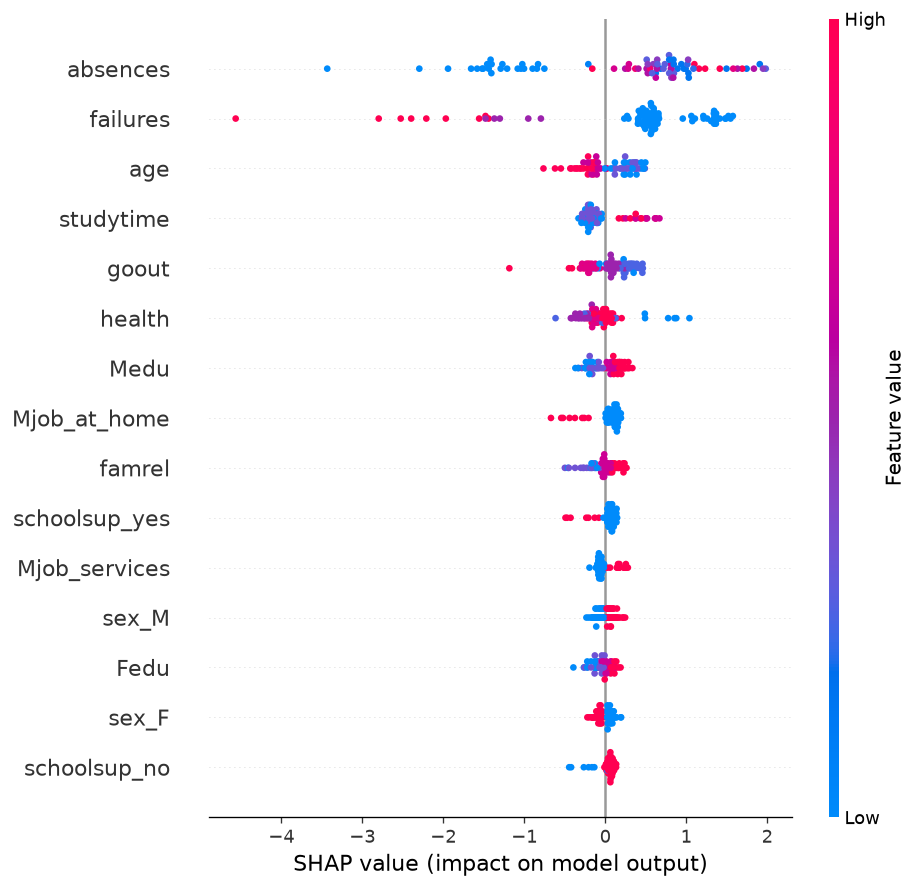 High
absences
failures
age
studytime
goout
health
Medu
Mjob_at_home
famrel
schoolsup_yes
Mjob_services
sex_M
Fedu
sex_F
schoolsup_no
Feature value
Low
−4 −3 −2 −1 0 1 2
SHAP value (impact on model output)